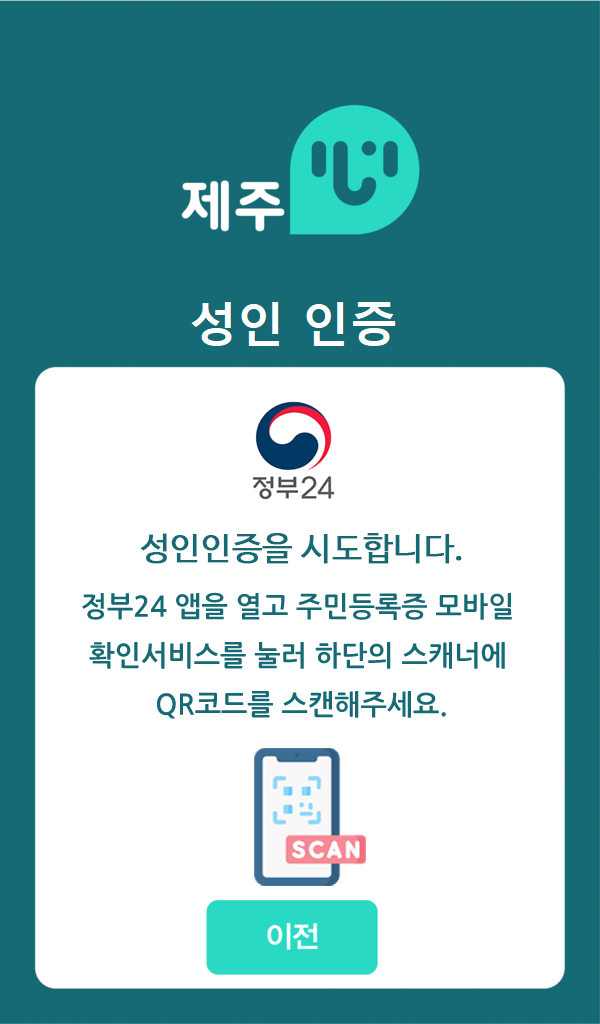 제주
성인 인증
정부24
성인인증을 시도합니다.
정부24 앱을 열고 주민등록증 모바일
확인서비스를 눌러 하단의 스캐너에
QR코드를 스캔해주세요.
SCAN
이전